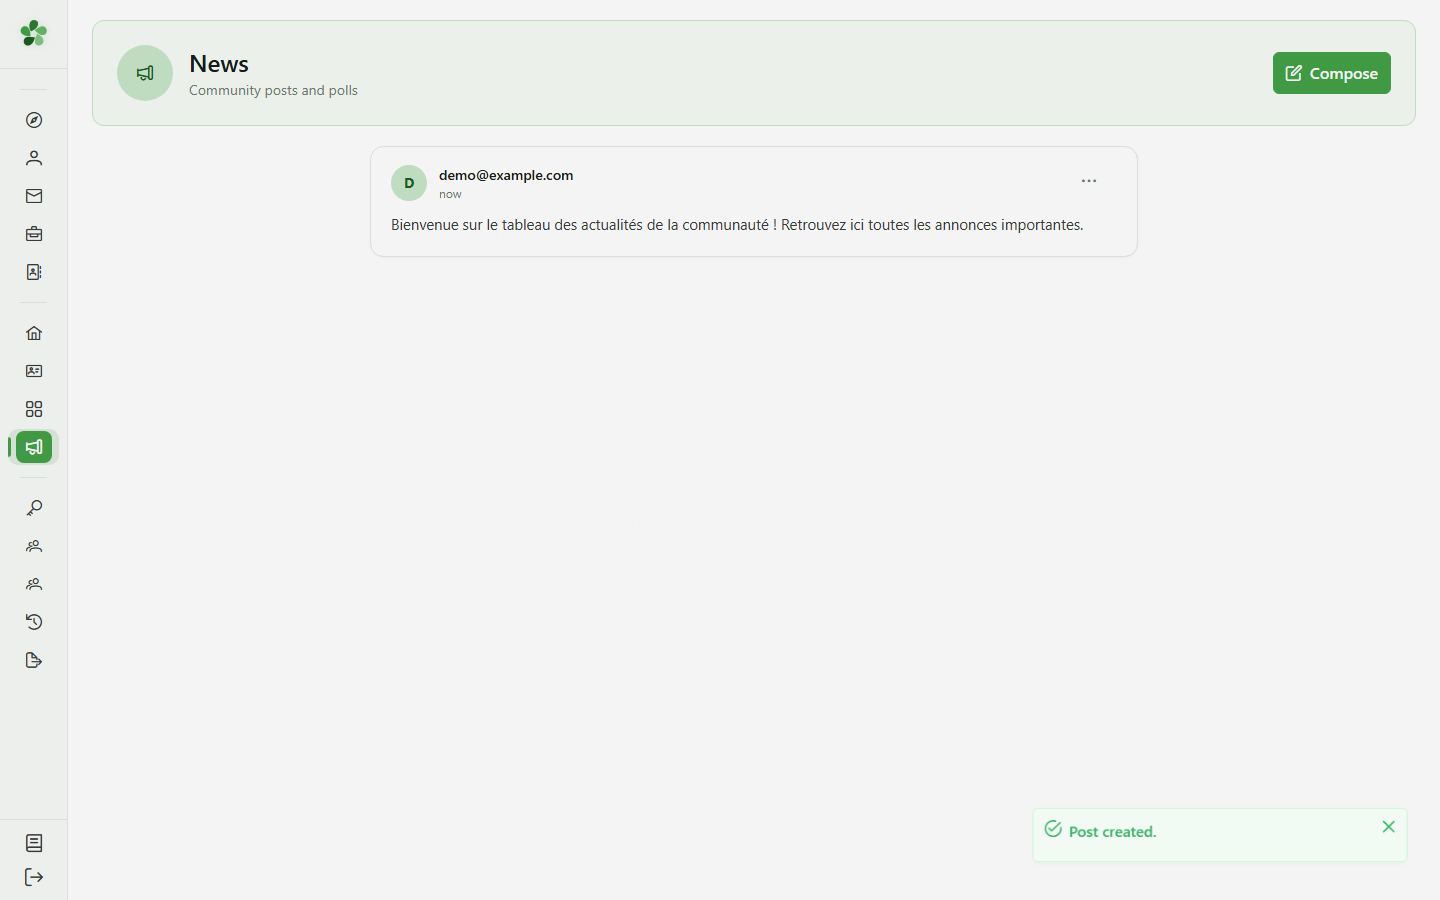 News
Community posts and polls
Compose
D
demo@example.com
now
Bienvenue sur le tableau des actualités de la communauté ! Retrouvez ici toutes les annonces importantes.
Post created.